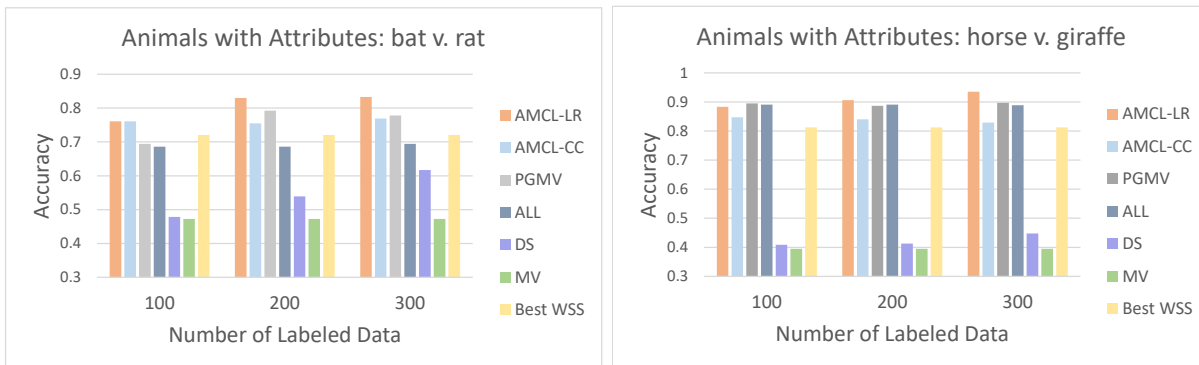 Animals with Attributes: bat v. rat
0.9
0.8
0.7
0.6
0.5
0.4
0.3
Accuracy
100 200 300
Number of Labeled Data
AMCL-LR
AMCL-CC
PGMV
ALL
DS
MV
Best WSS
Animals with Attributes: horse v. giraffe
1
0.9
0.8
0.7
0.6
0.5
0.4
0.3
Accuracy
100 200 300
Number of Labeled Data
AMCL-LR
AMCL-CC
PGMV
ALL
DS
MV
Best WSS